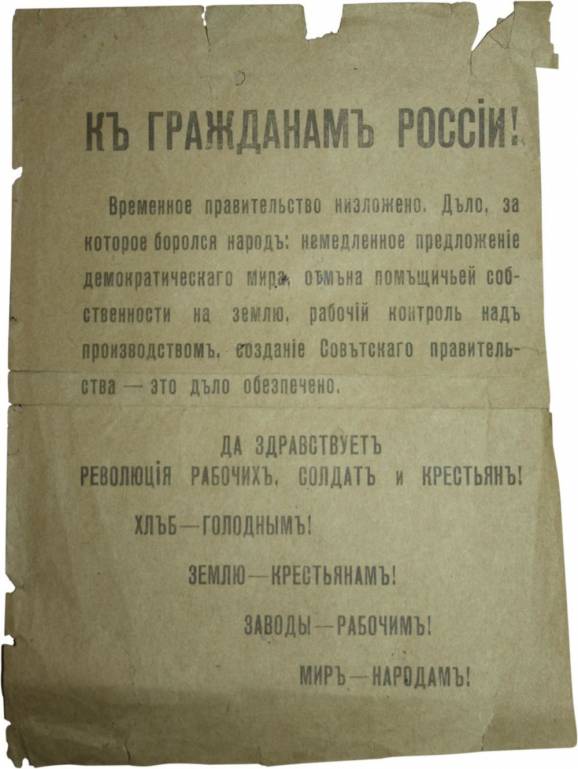 КЪ ГРАЖДАНАМЪ РОССІИ!
Временное правительство низложено. Дѣло, за
которое боролся народъ: немедленное предложеніе
демократическаго мира, отмѣна помѣщичьей соб-
ственности на землю, рабочій контроль надъ
производствомъ, созданіе Совѣтскаго правитель-
ства — это дѣло обезпечено.
ДА ЗДРАВСТВУЕТЪ
РЕВОЛЮЦІЯ РАБОЧИХЪ, СОЛДАТЪ и КРЕСТЬЯНЪ!
ХЛѢБ — ГОЛОДНЫМЪ!
ЗЕМЛЮ — КРЕСТЬЯНАМЪ!
ЗАВОДЫ — РАБОЧИМЪ!
МИРЪ — НАРОДАМЪ!